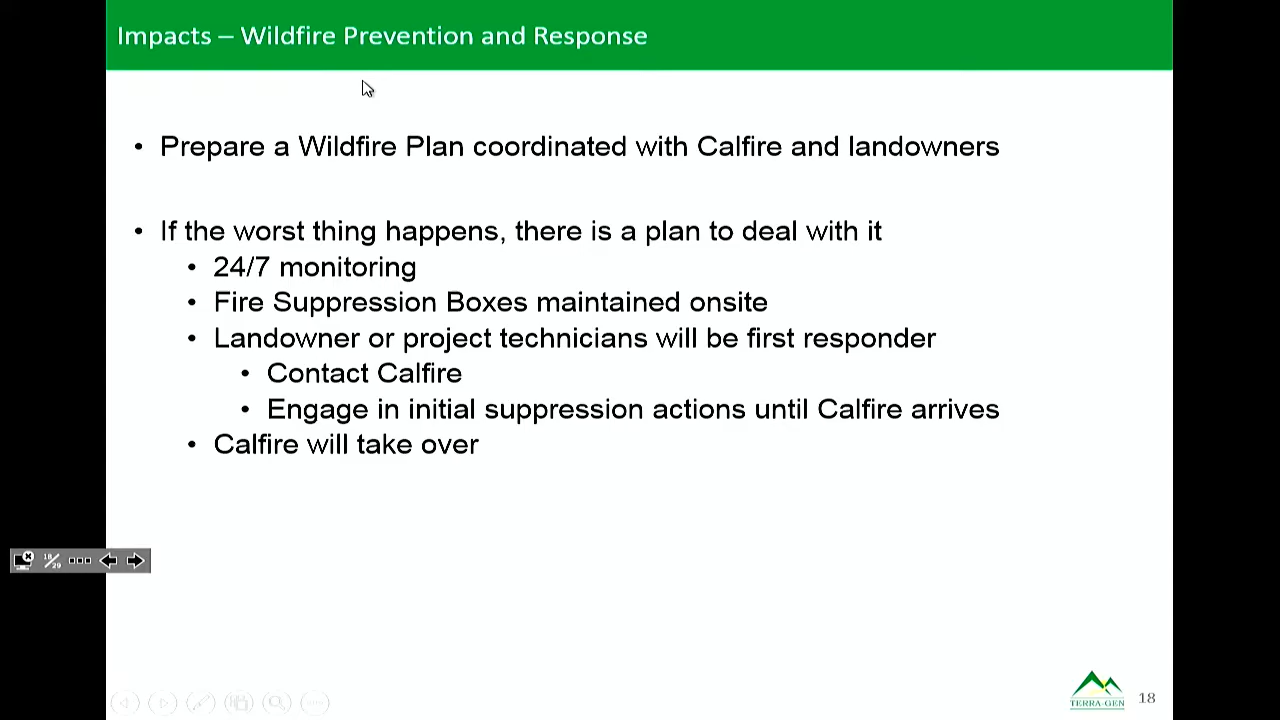 Impacts – Wildfire Prevention and Response
• Prepare a Wildfire Plan coordinated with Calfire and landowners
• If the worst thing happens, there is a plan to deal with it
• 24/7 monitoring
• Fire Suppression Boxes maintained onsite
• Landowner or project technicians will be first responder
• Contact Calfire
• Engage in initial suppression actions until Calfire arrives
• Calfire will take over
18/29
TERRA-GEN
18